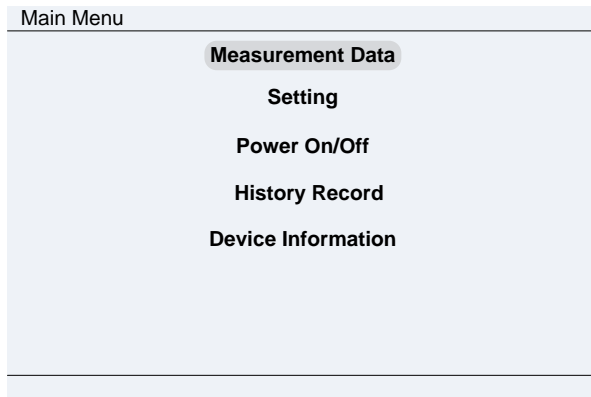 Main Menu
Measurement Data
Setting
Power On/Off
History Record
Device Information